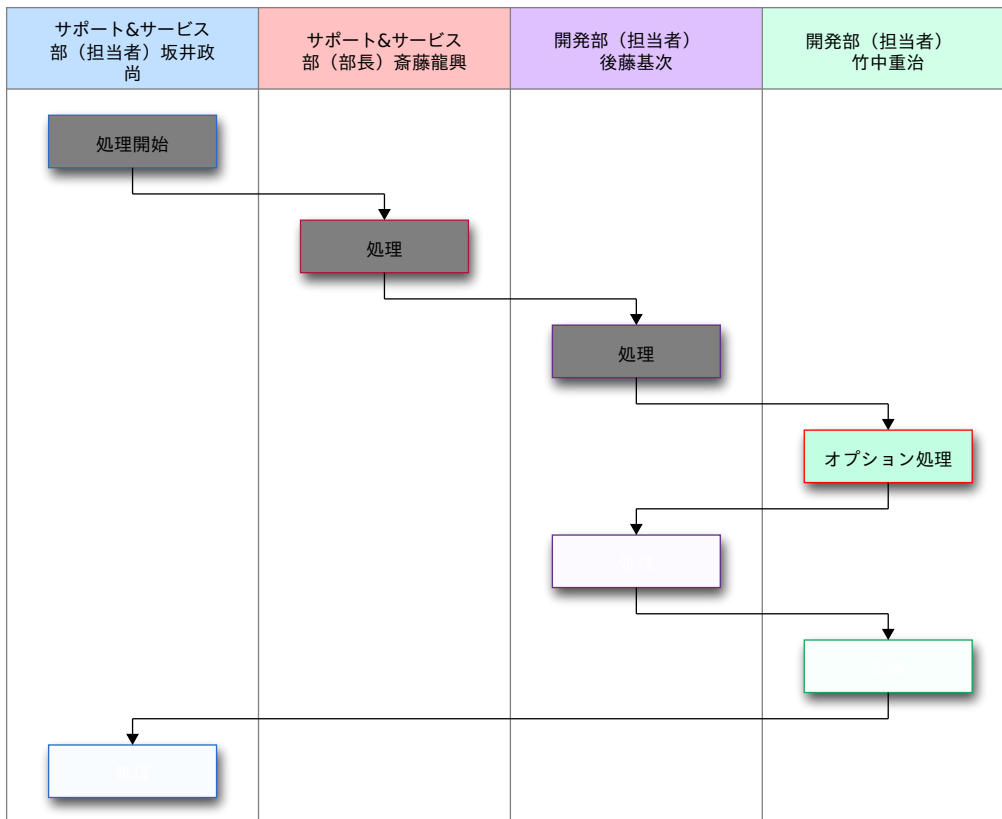 サポート&サービス
部（担当者）坂井政
尚
サポート&サービス
部（部長）斎藤龍興
開発部（担当者）
後藤基次
開発部（担当者）
竹中重治
処理開始
処理
処理
オプション処理